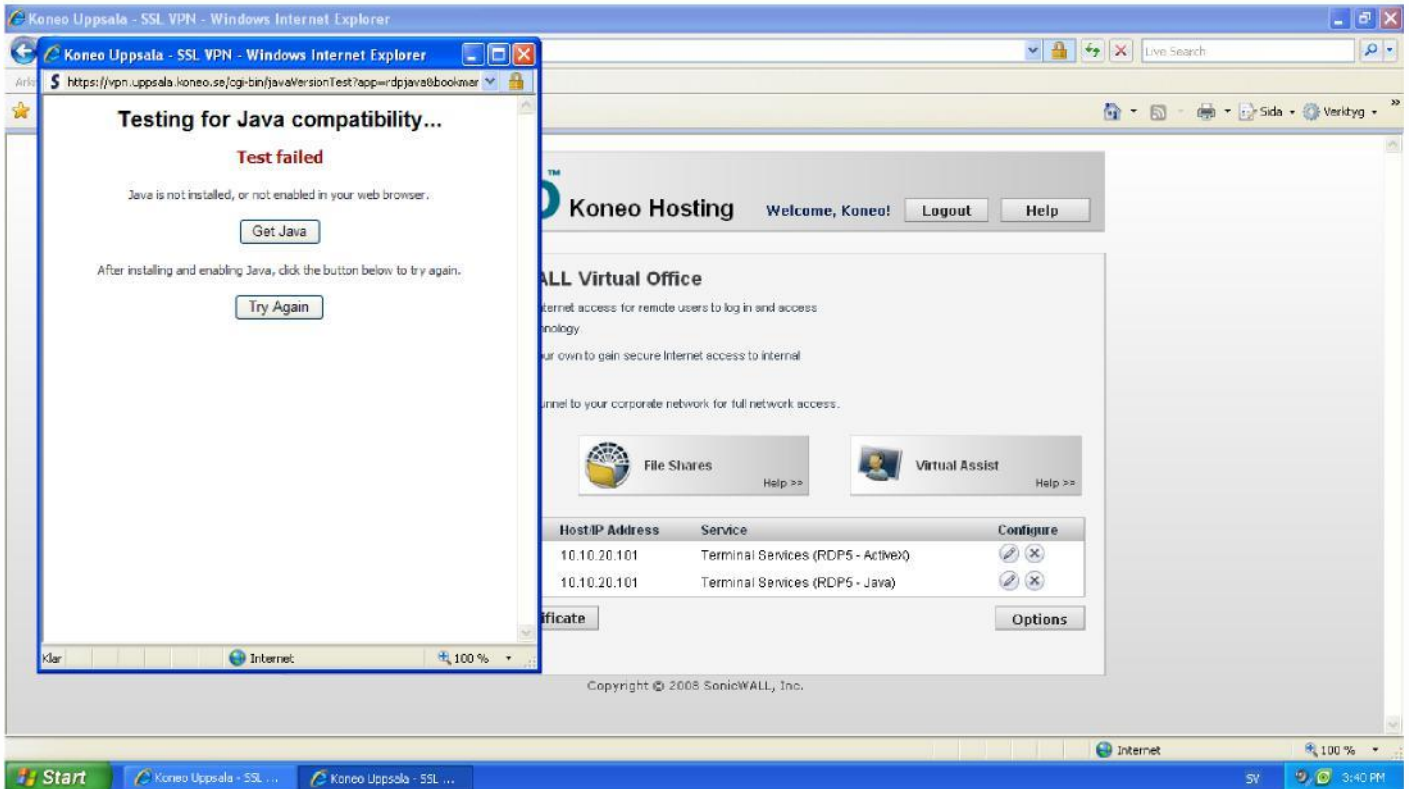 Koneo Uppsala - SSL VPN - Windows Internet Explorer
Live Search
Sida
Verktyg
Koneo Uppsala - SSL VPN - Windows Internet Explorer
https://vpn.uppsala.koneo.se/cgi-bin/javaVersionTest?app=rdpjava&bookmar
Testing for Java compatibility...
Test failed
Java is not installed, or not enabled in your web browser.
Get Java
After installing and enabling Java, click the button below to try again.
Try Again
Klar
Internet
100 %
TM
Koneo Hosting
Welcome, Koneo!
Logout
Help
ALL Virtual Office
ternet access for remote users to log in and access
nology
ur own to gain secure Internet access to internal
unnel to your corporate network for full network access.
File Shares
Help >>
Virtual Assist
Help >>
Host/IP Address Service Configure
10.10.20.101 Terminal Services (RDP5 - ActiveX)
10.10.20.101 Terminal Services (RDP5 - Java)
ificate
Options
Copyright © 2008 SonicWALL, Inc.
Internet
100 %
Start
Koneo Uppsala - SSL ...
Koneo Uppsala - SSL ...
SV
3:40 PM